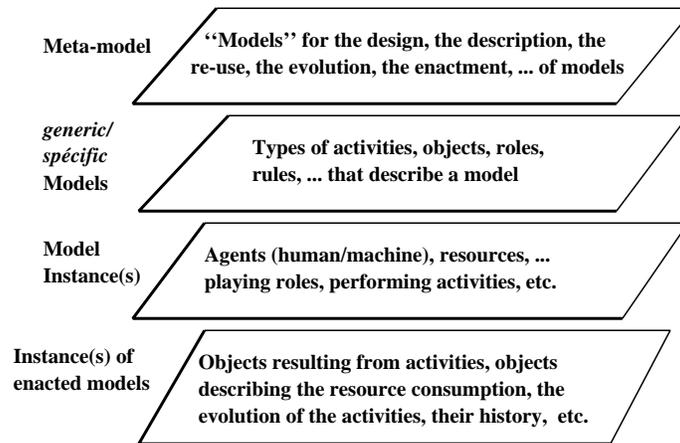 Meta-model
‘‘Models’’ for the design, the description, the
re-use, the evolution, the enactment, ... of models
generic/
spécific
Models
Types of activities, objects, roles,
rules, ... that describe a model
Model
Instance(s)
Agents (human/machine), resources, ...
playing roles, performing activities, etc.
Instance(s) of
enacted models
Objects resulting from activities, objects
describing the resource consumption, the
evolution of the activities, their history, etc.